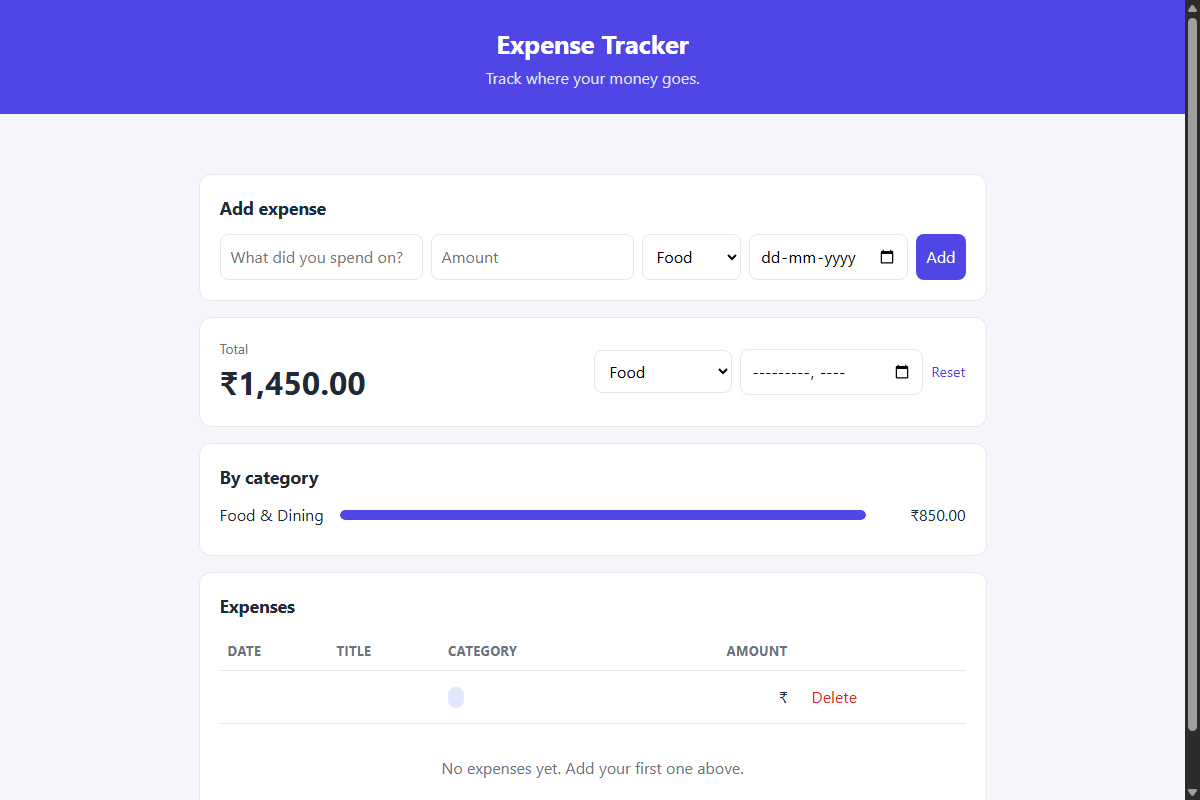 Expense Tracker
Track where your money goes.
Add expense
What did you spend on? Amount Food dd-mm-yyyy Add
Total
₹1,450.00
Food ---------, ---- Reset
By category
Food & Dining ₹850.00
Expenses
DATE TITLE CATEGORY AMOUNT
₹ Delete
No expenses yet. Add your first one above.